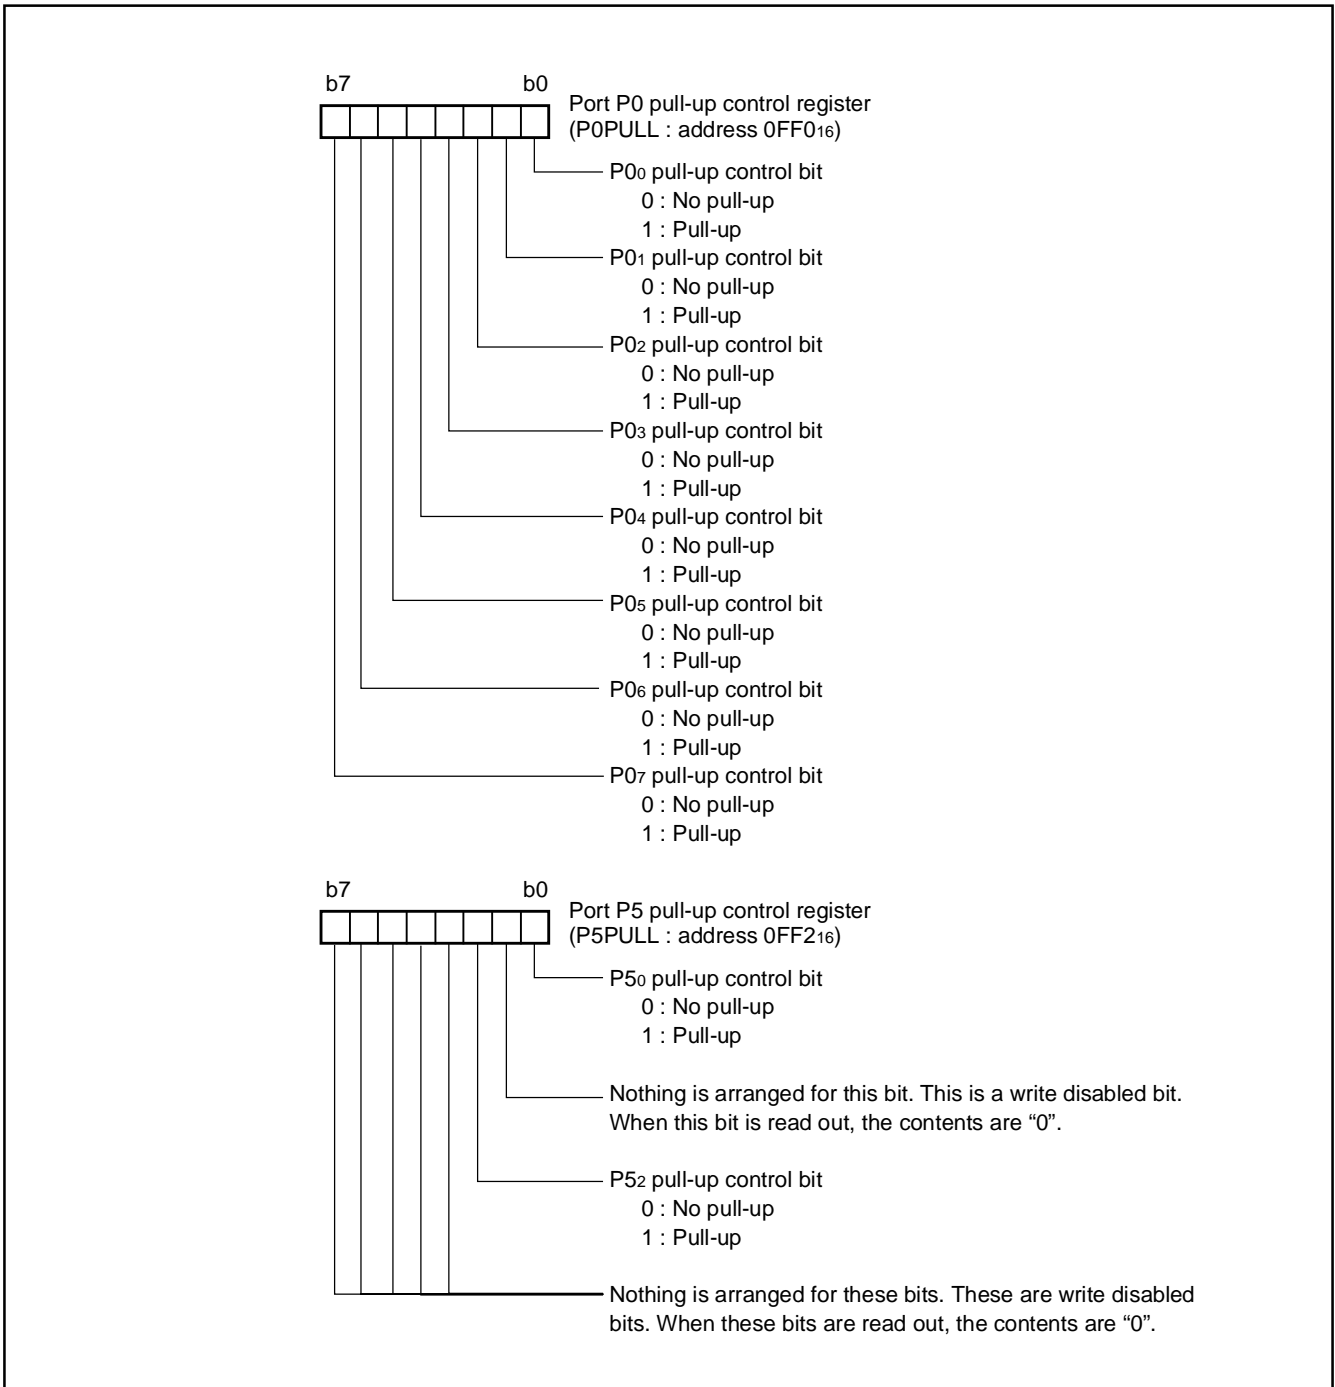 b7 b0
Port P0 pull-up control register
(P0PULL : address 0FF016)
P00 pull-up control bit
0 : No pull-up
1 : Pull-up
P01 pull-up control bit
0 : No pull-up
1 : Pull-up
P02 pull-up control bit
0 : No pull-up
1 : Pull-up
P03 pull-up control bit
0 : No pull-up
1 : Pull-up
P04 pull-up control bit
0 : No pull-up
1 : Pull-up
P05 pull-up control bit
0 : No pull-up
1 : Pull-up
P06 pull-up control bit
0 : No pull-up
1 : Pull-up
P07 pull-up control bit
0 : No pull-up
1 : Pull-up
b7 b0
Port P5 pull-up control register
(P5PULL : address 0FF216)
P50 pull-up control bit
0 : No pull-up
1 : Pull-up
Nothing is arranged for this bit. This is a write disabled bit.
When this bit is read out, the contents are “0”.
P52 pull-up control bit
0 : No pull-up
1 : Pull-up
Nothing is arranged for these bits. These are write disabled
bits. When these bits are read out, the contents are “0”.